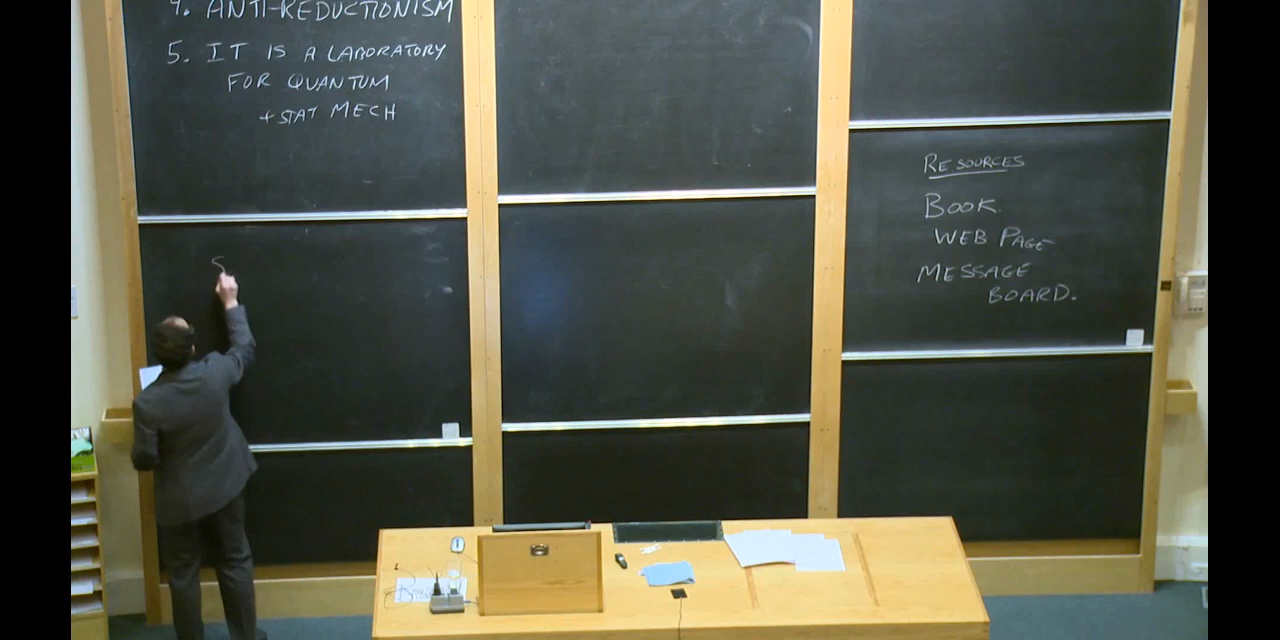 4. ANTI-REDUCTIONISM
5. IT IS A LABORATORY
FOR QUANTUM
+ STAT MECH
RESOURCES
BOOK
WEB PAGE
MESSAGE
BOARD.